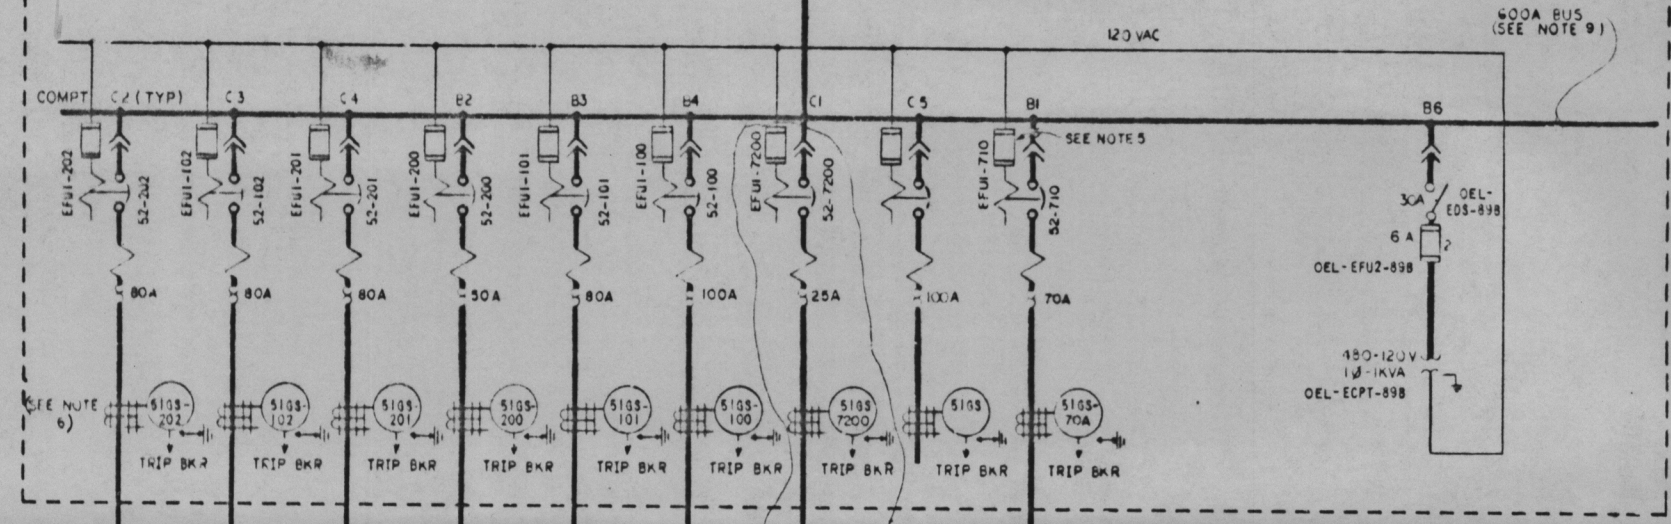 600A BUS
(SEE NOTE 9)
120 VAC
COMPT C2 (TYP) C3 C4 B2 B3 B4 C1 C5 B1 B6
SEE NOTE 5
EFU1-202
52-202
EFU1-102
52-102
EFU1-201
52-201
EFU1-200
52-200
EFU1-101
52-101
EFU1-100
52-100
EFU1-7200
52-7200
EFU1-710
52-710
30A
OEL-
EDS-89B
6 A
2
OEL-EFU2-89B
80A 80A 80A 50A 80A 100A 25A 100A 70A
480-120V
1Ø-1KVA
OEL-ECPT-89B
(SEE NOTE
6)
51GS-
202
51GS-
102
51GS-
201
51GS-
200
51GS-
101
51GS-
100
51GS
7200
51GS
51GS-
70A
TRIP BKR TRIP BKR TRIP BKR TRIP BKR TRIP BKR TRIP BKR TRIP BKR TRIP BKR TRIP BKR